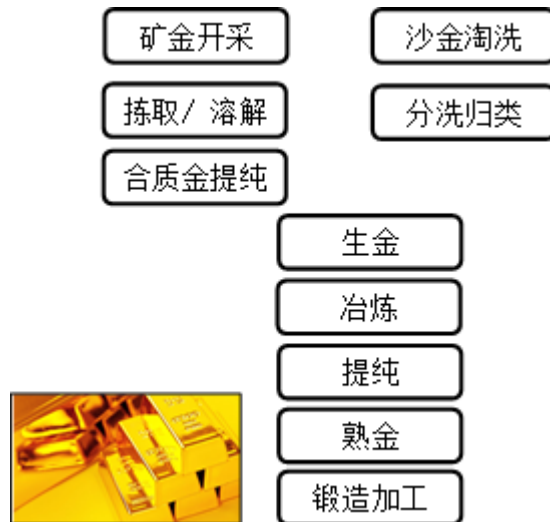 矿金开采
沙金淘洗
拣取/ 溶解
分洗归类
合质金提纯
生金
冶炼
提纯
熟金
锻造加工